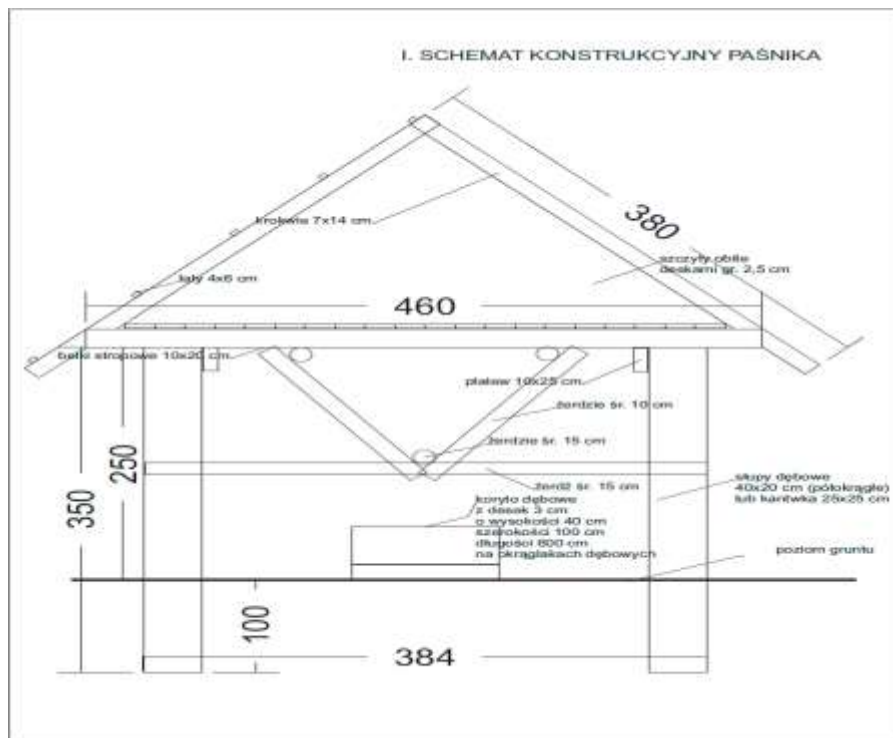 I. SCHEMAT KONSTRUKCYJNY PAŚNIKA
krokwie 7x14 cm
380
szczyty obite
deskami gr. 2,5 cm
łaty 4x6 cm
460
belki stropowe 10x20 cm
płatew 10x25 cm
żerdzie śr. 10 cm
żerdzie śr. 15 cm
250
350
żerdź śr. 15 cm
słupy dębowe
40x20 cm (półokrągłe)
lub kantwka 25x25 cm
koryto dębowe
z desek 3 cm
o wysokości 40 cm
szerokości 100 cm
długości 600 cm
na okrąglakach dębowych
poziom gruntu
100
384